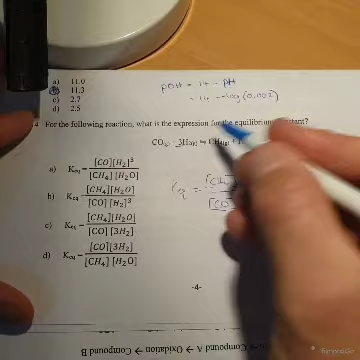 a) 11.0
b) 11.3
c) 2.7
d) 2.5
pOH = 14 - pH
= 14 - -log(0.002)
4 For the following reaction, what is the expression for the equilibrium constant?
CO(g) + 3H2(g) ⇌ CH4(g) +
a) Keq = [CO][H2]^3 / [CH4][H2O]
b) Keq = [CH4][H2O] / [CO][H2]^3
c) Keq = [CH4][H2O] / [CO][3H2]
d) Keq = [CO][3H2] / [CH4][H2O]
Keq = [CH4 / [CO]
-4-
A Compound → Oxidation → Compound B